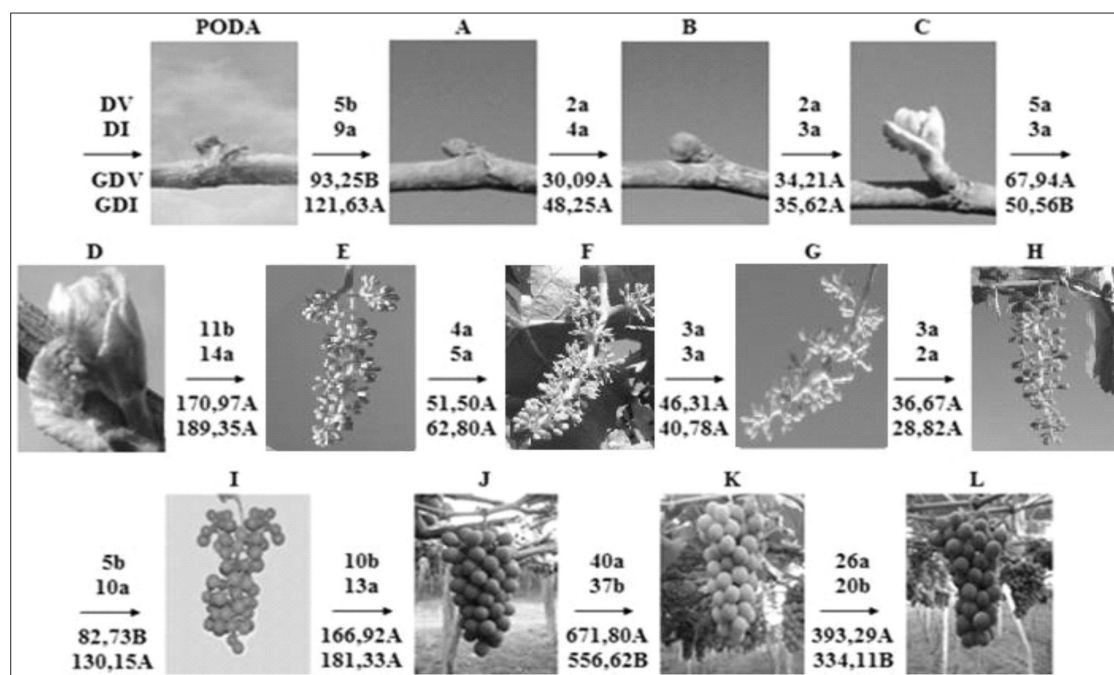 PODA A B C
DV 5b 2a 2a 5a
DI 9a 4a 3a 3a
GDV 93,25B 30,09A 34,21A 67,94A
GDI 121,63A 48,25A 35,62A 50,56B
D E F G H
11b 4a 3a 3a
14a 5a 3a 2a
170,97A 51,50A 46,31A 36,67A
189,35A 62,80A 40,78A 28,82A
I J K L
5b 10b 40a 26a
10a 13a 37b 20b
82,73B 166,92A 671,80A 393,29A
130,15A 181,33A 556,62B 334,11B